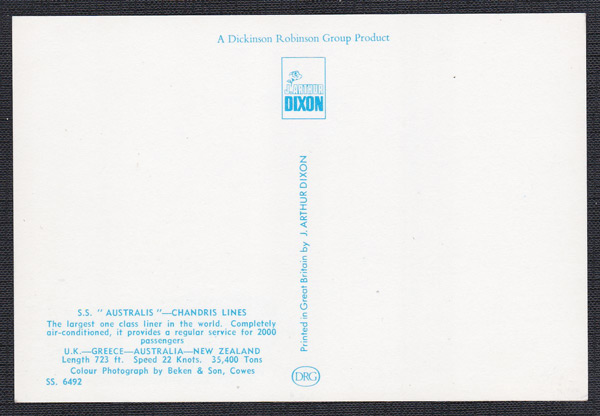 A Dickinson Robinson Group Product
J. ARTHUR
DIXON
Printed in Great Britain by J. ARTHUR DIXON
S.S. " AUSTRALIS "—CHANDRIS LINES
The largest one class liner in the world. Completely
air-conditioned, it provides a regular service for 2000
passengers
U.K.—GREECE—AUSTRALIA—NEW ZEALAND
Length 723 ft. Speed 22 Knots. 35,400 Tons
Colour Photograph by Beken & Son, Cowes
SS. 6492
DRG